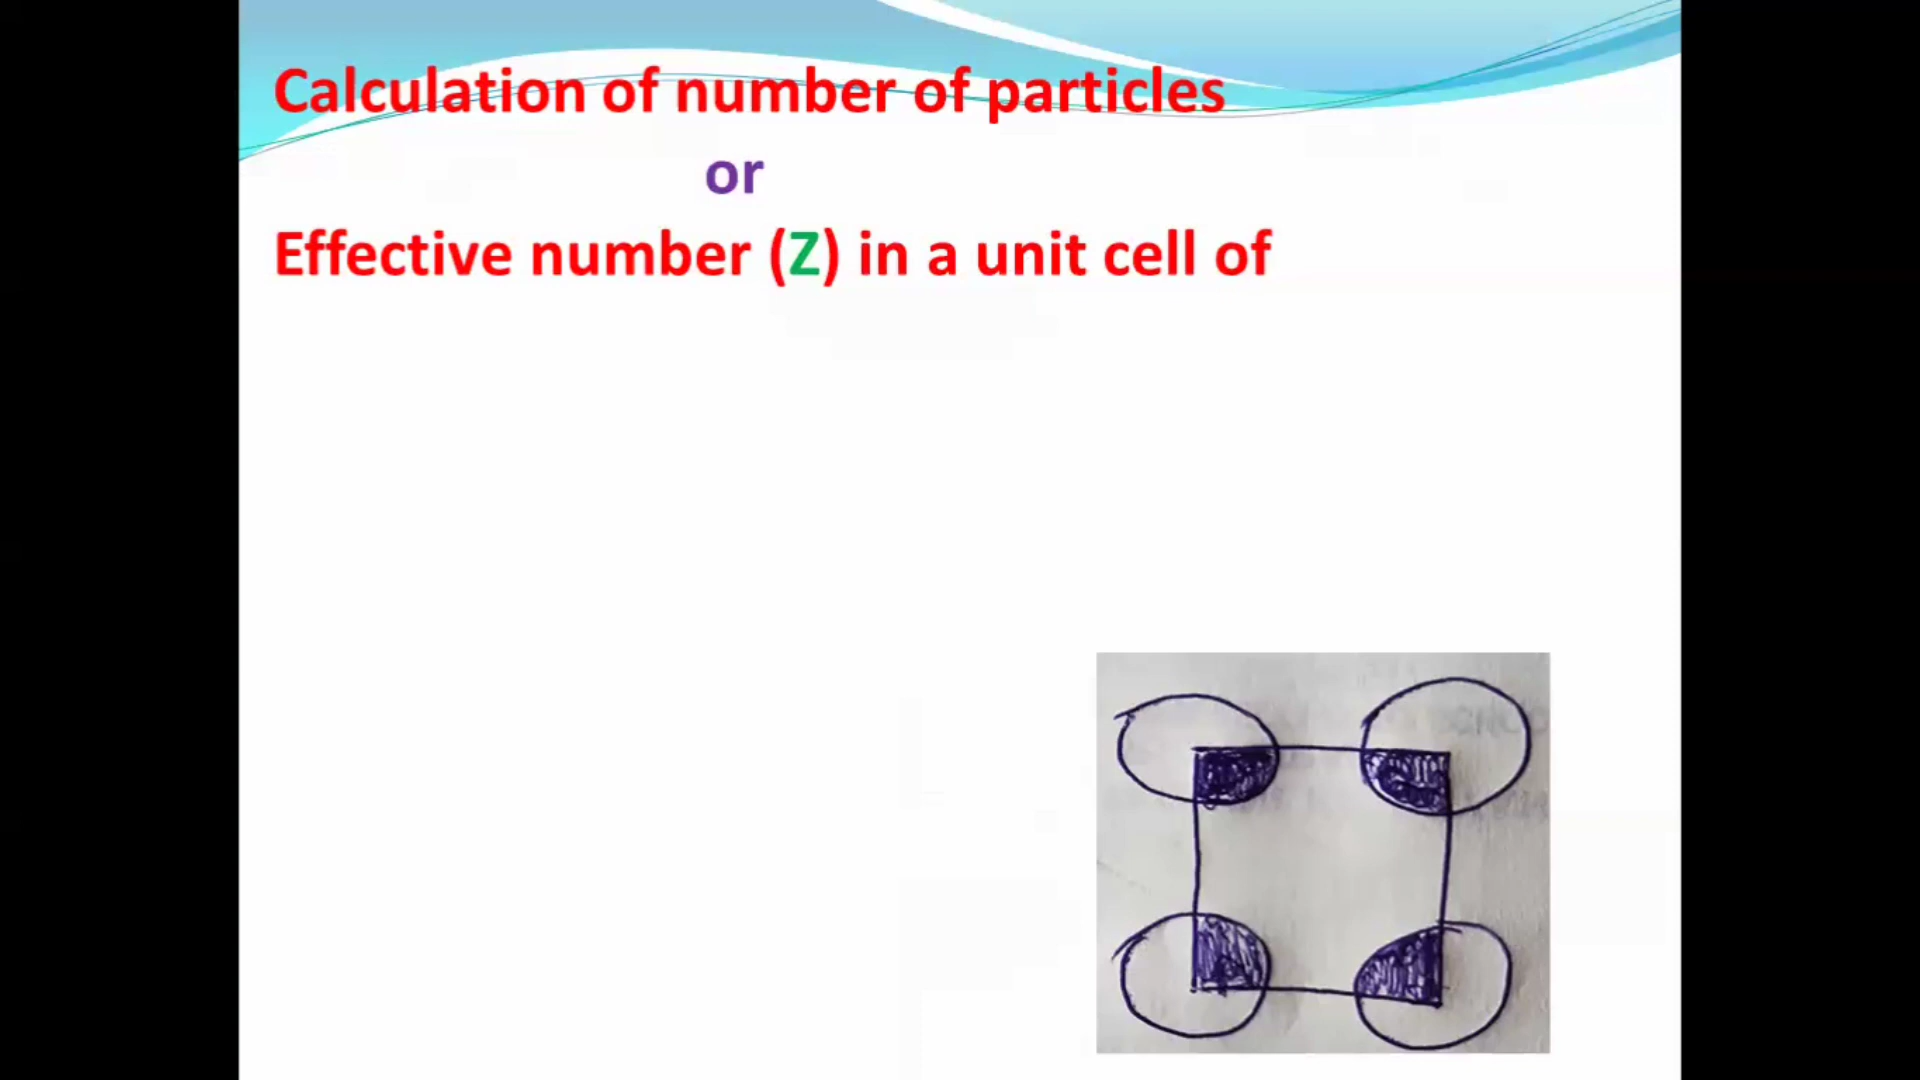 Calculation of number of particles
or
Effective number (Z) in a unit cell of